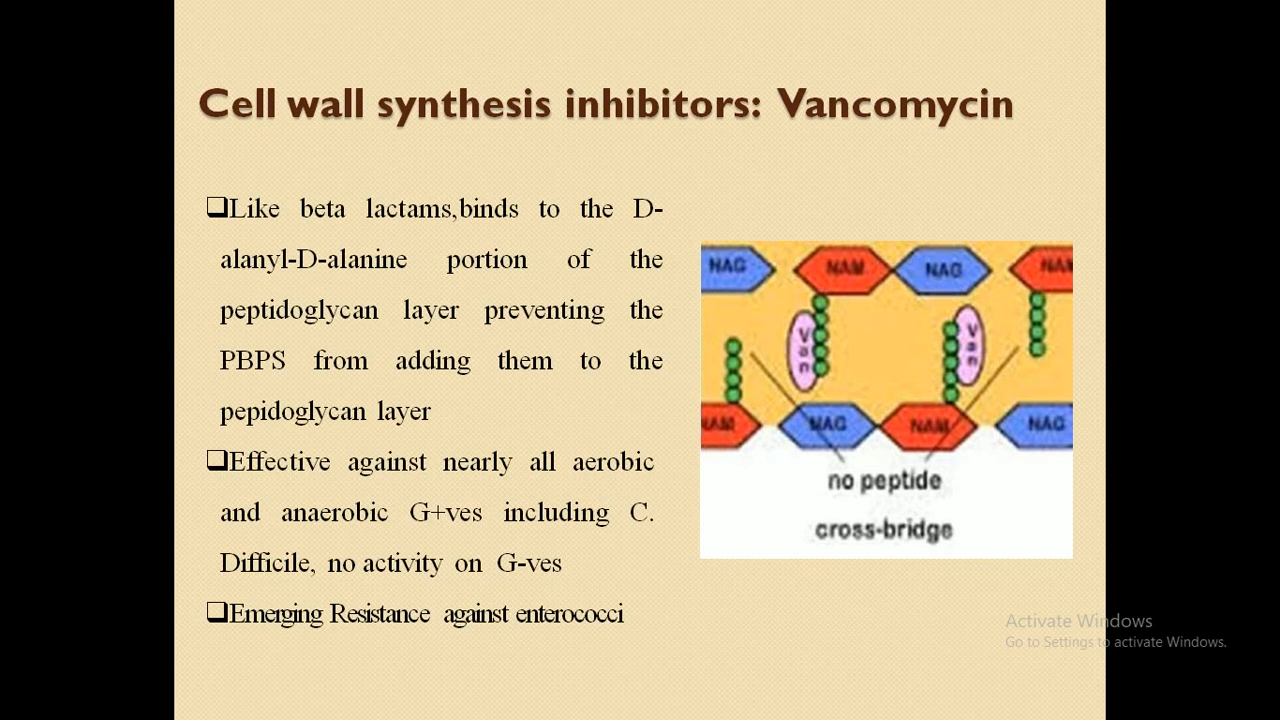 Cell wall synthesis inhibitors: Vancomycin
❑Like beta lactams,binds to the D-
alanyl-D-alanine portion of the
peptidoglycan layer preventing the
PBPS from adding them to the
pepidoglycan layer
❑Effective against nearly all aerobic
and anaerobic G+ves including C.
Difficile, no activity on G-ves
❑Emerging Resistance against enterococci
NAG NAM NAG NAM
Van Van
NAM NAG NAM NAG
no peptide
cross-bridge
Activate Windows
Go to Settings to activate Windows.